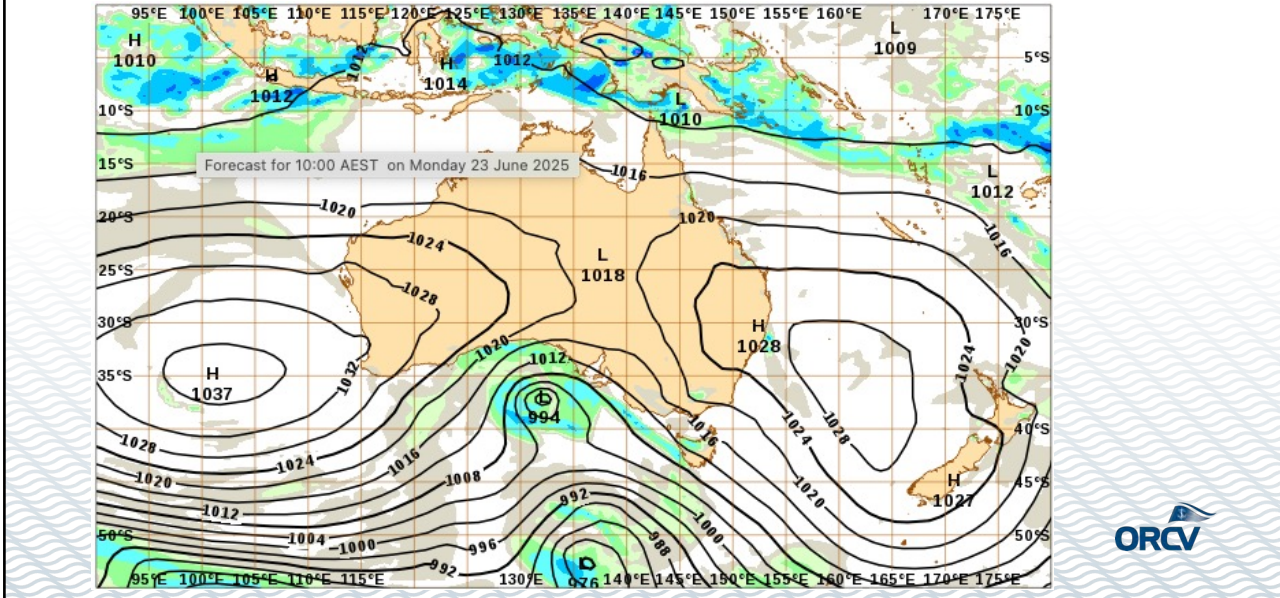 95°E 100°E 105°E 110°E 115°E 120°E 125°E 130°E 135°E 140°E 145°E 150°E 155°E 160°E 170°E 175°E
L
1009
H
1010
1012
1012
5°S
5°S
H
1014
H
1012
L
1010
10°S
10°S
15°S
15°S
Forecast for 10:00 AEST on Monday 23 June 2025
1016
L
1012
20°S
1020
1020
1016
1024
L
1018
25°S
25°S
1028
30°S
30°S
H
1028
1020
1012
1020
1024
1032
35°S
H
1037
L
994
1016
1024
1028
40°S
40°S
1028
1024
1016
1020
1008
1020
45°S
H
1027
1012
992
1000
988
50°S
50°S
1004
1000
996
992
L
976
95°E 100°E 105°E 110°E 115°E 130°E 140°E 145°E 150°E 155°E 160°E 165°E 170°E 175°E
ORCV